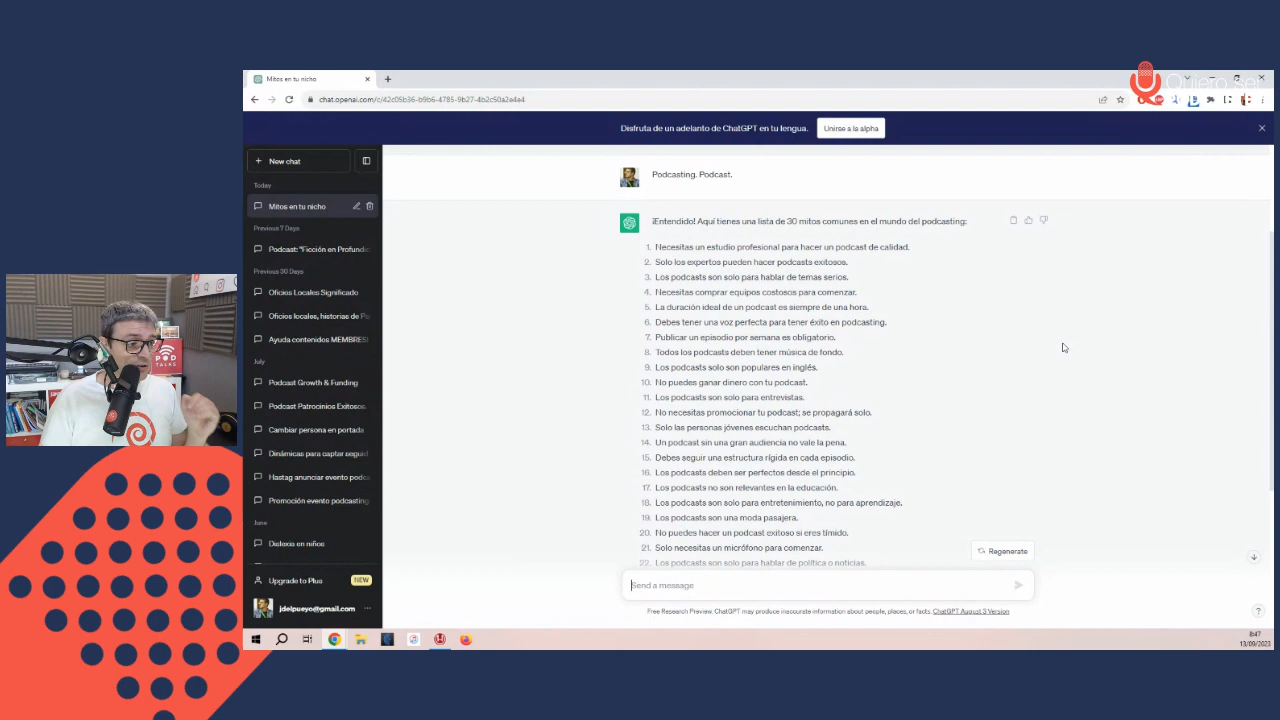 Mitos en tu nicho
Quiero ser
chat.openai.com/c/42c05b36-b9b6-4785-9b27-4b2c50a2e4e4
Disfruta de un adelanto de ChatGPT en tu lengua.
Unirse a la alpha
New chat
Today
Mitos en tu nicho
Previous 7 Days
Podcast: "Ficción en Profundic
Previous 30 Days
Oficios Locales Significado
Oficios locales, historias de Pa
Ayuda contenidos MEMBRESI
July
Podcast Growth & Funding
Podcast Patrocinios Exitosos.
Cambiar persona en portada
Dinámicas para captar seguid
Hastag anunciar evento podca
Promoción evento podcasting
June
Dislexia en niños
Upgrade to Plus
NEW
jdelpueyo@gmail.com
Podcasting. Podcast.
¡Entendido! Aquí tienes una lista de 30 mitos comunes en el mundo del podcasting:
1. Necesitas un estudio profesional para hacer un podcast de calidad.
2. Solo los expertos pueden hacer podcasts exitosos.
3. Los podcasts son solo para hablar de temas serios.
4. Necesitas comprar equipos costosos para comenzar.
5. La duración ideal de un podcast es siempre de una hora.
6. Debes tener una voz perfecta para tener éxito en podcasting.
7. Publicar un episodio por semana es obligatorio.
8. Todos los podcasts deben tener música de fondo.
9. Los podcasts solo son populares en inglés.
10. No puedes ganar dinero con tu podcast.
11. Los podcasts son solo para entrevistas.
12. No necesitas promocionar tu podcast; se propagará solo.
13. Solo las personas jóvenes escuchan podcasts.
14. Un podcast sin una gran audiencia no vale la pena.
15. Debes seguir una estructura rígida en cada episodio.
16. Los podcasts deben ser perfectos desde el principio.
17. Los podcasts no son relevantes en la educación.
18. Los podcasts son solo para entretenimiento, no para aprendizaje.
19. Los podcasts son una moda pasajera.
20. No puedes hacer un podcast exitoso si eres tímido.
21. Solo necesitas un micrófono para comenzar.
22. Los podcasts son solo para hablar de política o noticias.
Regenerate
Send a message
Free Research Preview. ChatGPT may produce inaccurate information about people, places, or facts. ChatGPT August 3 Version
?
8:47
13/09/2023
POD
TALKS